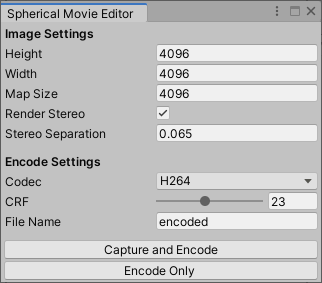 Spherical Movie Editor
Image Settings
Height 4096
Width 4096
Map Size 4096
Render Stereo
Stereo Separation 0.065
Encode Settings
Codec H264
CRF 23
File Name encoded
Capture and Encode
Encode Only